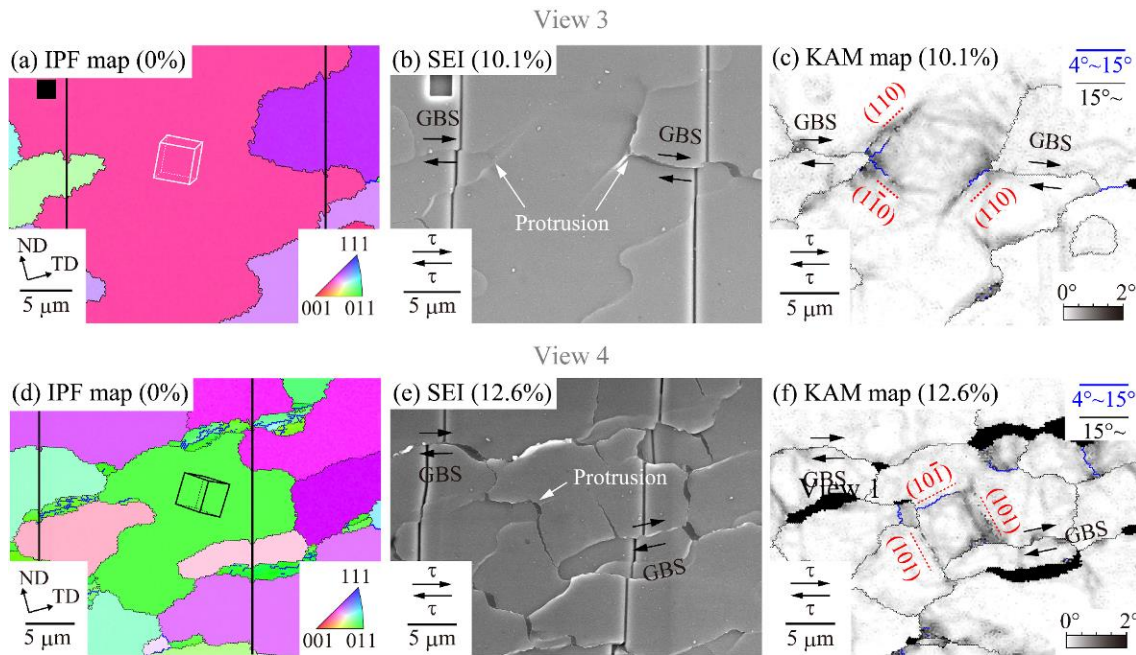 View 3
(a) IPF map (0%)
ND
TD
5 μm
111
001 011
(b) SEI (10.1%)
GBS
GBS
Protrusion
τ
τ
5 μm
(c) KAM map (10.1%)
4°~15°
15°~
GBS
(110)
GBS
(11̄0)
(110)
τ
τ
5 μm
0° 2°
View 4
(d) IPF map (0%)
ND
TD
5 μm
111
001 011
(e) SEI (12.6%)
GBS
Protrusion
GBS
τ
τ
5 μm
(f) KAM map (12.6%)
4°~15°
15°~
GBS
View 1
(101̄)
(101)
GBS
(101)
τ
τ
5 μm
0° 2°